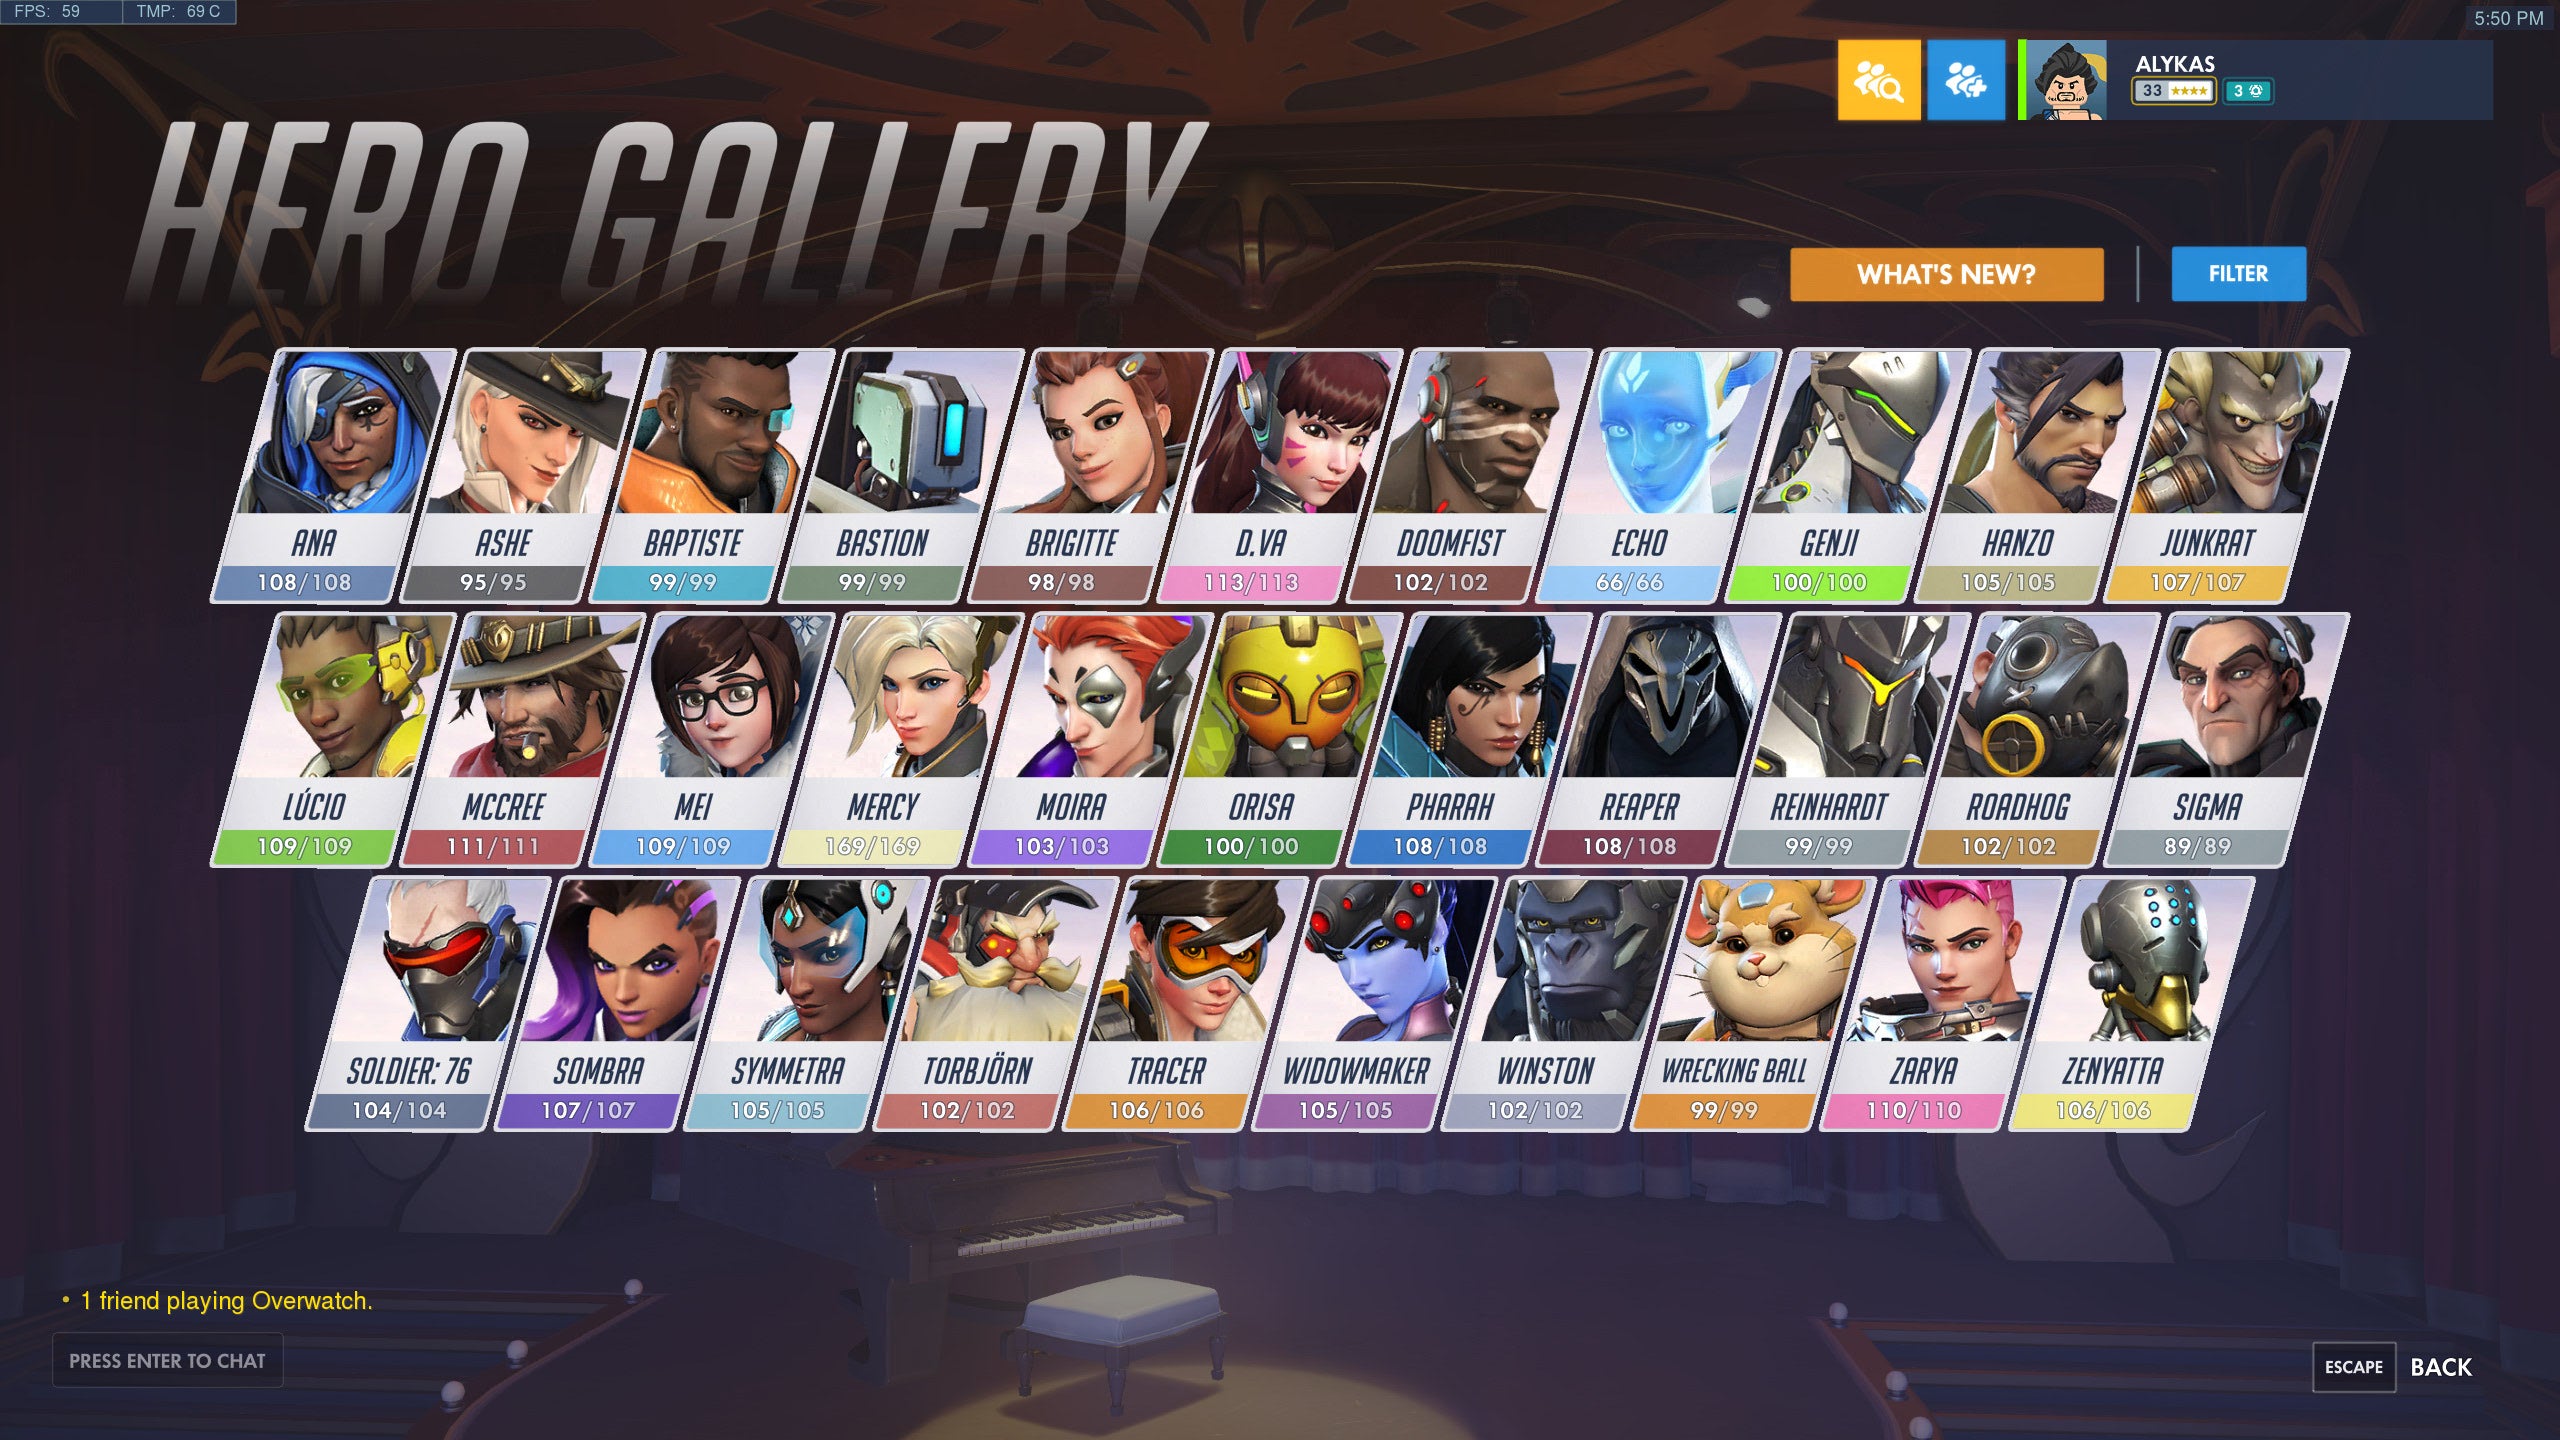 FPS: 59 TMP: 69 C 5:50 PM
ALYKAS
33 3
HERO GALLERY
WHAT'S NEW? FILTER
ANA ASHE BAPTISTE BASTION BRIGITTE D.VA DOOMFIST ECHO GENJI HANZO JUNKRAT
108/108 95/95 99/99 99/99 98/98 113/113 102/102 66/66 100/100 105/105 107/107
LÚCIO MCCREE MEI MERCY MOIRA ORISA PHARAH REAPER REINHARDT ROADHOG SIGMA
109/109 111/111 109/109 169/169 103/103 100/100 108/108 108/108 99/99 102/102 89/89
SOLDIER: 76 SOMBRA SYMMETRA TORBJÖRN TRACER WIDOWMAKER WINSTON WRECKING BALL ZARYA ZENYATTA
104/104 107/107 105/105 102/102 106/106 105/105 102/102 99/99 110/110 106/106
• 1 friend playing Overwatch.
PRESS ENTER TO CHAT ESCAPE BACK